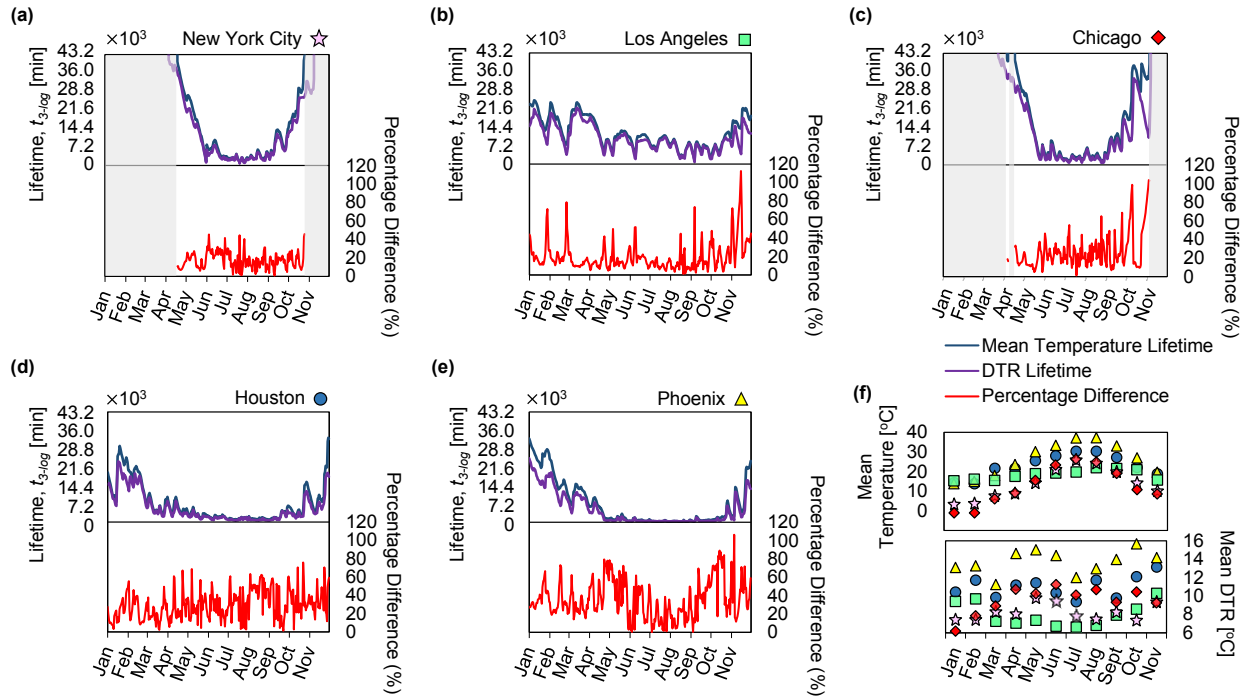 (a)
×10³
New York City
43.2
36.0
28.8
21.6
14.4
7.2
0
Lifetime, t3-log [min]
120
100
80
60
40
20
0
Percentage Difference (%)
Jan
Feb
Mar
Apr
May
Jun
Jul
Aug
Sep
Oct
Nov
(b)
×10³
Los Angeles
43.2
36.0
28.8
21.6
14.4
7.2
0
Lifetime, t3-log [min]
120
100
80
60
40
20
0
Percentage Difference (%)
Jan
Feb
Mar
Apr
May
Jun
Jul
Aug
Sep
Oct
Nov
(c)
×10³
Chicago
43.2
36.0
28.8
21.6
14.4
7.2
0
Lifetime, t3-log [min]
120
100
80
60
40
20
0
Percentage Difference (%)
Jan
Feb
Mar
Apr
May
Jun
Jul
Aug
Sep
Oct
Nov
Mean Temperature Lifetime
DTR Lifetime
Percentage Difference
(d)
×10³
Houston
43.2
36.0
28.8
21.6
14.4
7.2
0
Lifetime, t3-log [min]
120
100
80
60
40
20
0
Percentage Difference (%)
Jan
Feb
Mar
Apr
May
Jun
Jul
Aug
Sep
Oct
Nov
(e)
×10³
Phoenix
43.2
36.0
28.8
21.6
14.4
7.2
0
Lifetime, t3-log [min]
120
100
80
60
40
20
0
Percentage Difference (%)
Jan
Feb
Mar
Apr
May
Jun
Jul
Aug
Sep
Oct
Nov
(f)
Mean
Temperature [ºC]
40
30
20
10
0
16
14
12
10
8
6
Mean DTR [ºC]
Jan
Feb
Mar
Apr
May
Jun
Jul
Aug
Sept
Oct
Nov